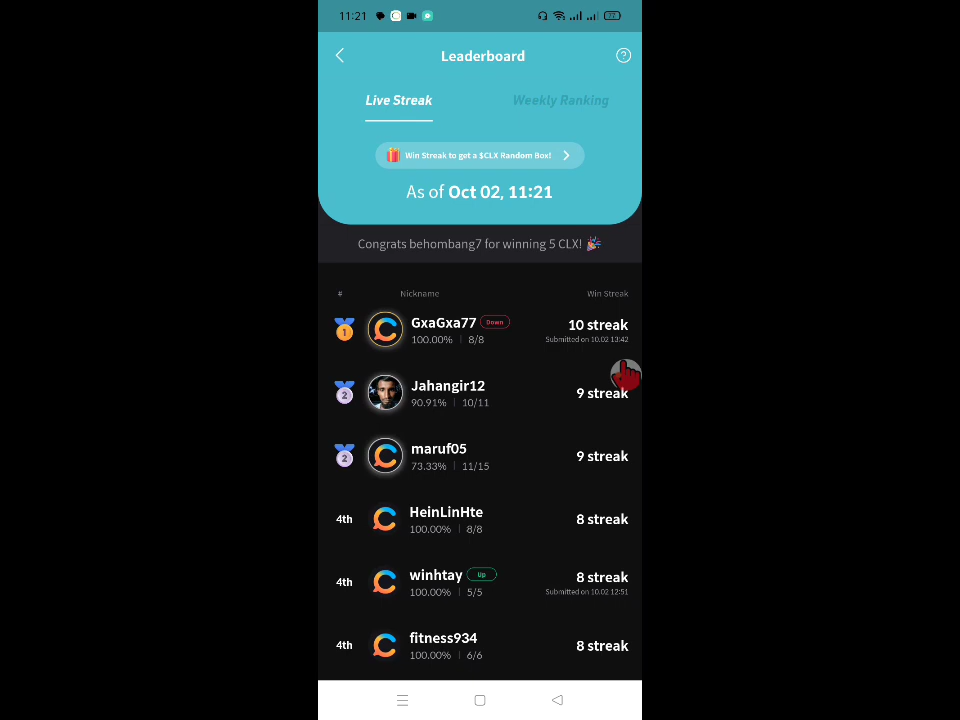 11:21
77
Leaderboard
Live Streak
Weekly Ranking
Win Streak to get a $CLX Random Box!
As of Oct 02, 11:21
Congrats behombang7 for winning 5 CLX! 🎉
# Nickname Win Streak
1 GxaGxa77 Down 10 streak
100.00% | 8/8 Submitted on 10.02 13:42
2 Jahangir12 9 streak
90.91% | 10/11
2 maruf05 9 streak
73.33% | 11/15
4th HeinLinHte 8 streak
100.00% | 8/8
4th winhtay Up 8 streak
100.00% | 5/5 Submitted on 10.02 12:51
4th fitness934 8 streak
100.00% | 6/6